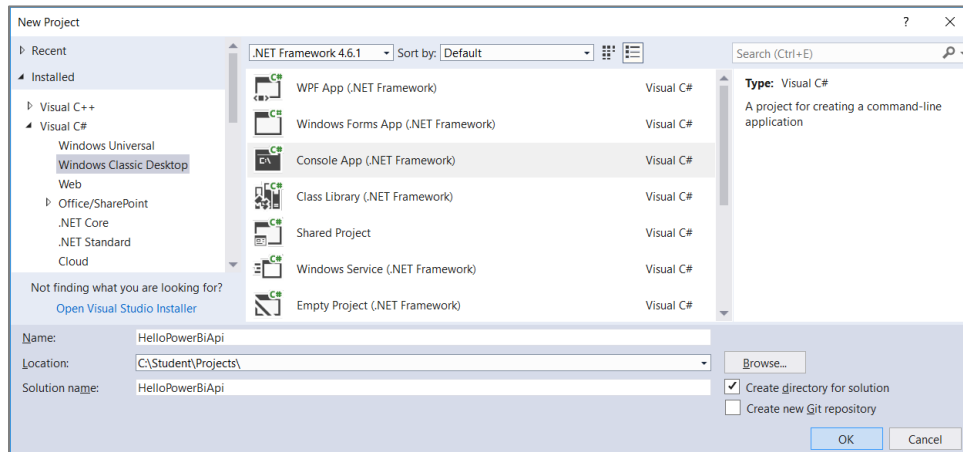 New Project
? ×
Recent
Installed
Visual C++
Visual C#
Windows Universal
Windows Classic Desktop
Web
Office/SharePoint
.NET Core
.NET Standard
Cloud
Not finding what you are looking for?
Open Visual Studio Installer
.NET Framework 4.6.1 Sort by: Default
WPF App (.NET Framework) Visual C#
Windows Forms App (.NET Framework) Visual C#
Console App (.NET Framework) Visual C#
Class Library (.NET Framework) Visual C#
Shared Project Visual C#
Windows Service (.NET Framework) Visual C#
Empty Project (.NET Framework) Visual C#
Search (Ctrl+E)
Type: Visual C#
A project for creating a command-line
application
Name: HelloPowerBiApi
Location: C:\Student\Projects\ Browse...
Solution name: HelloPowerBiApi
Create directory for solution
Create new Git repository
OK Cancel